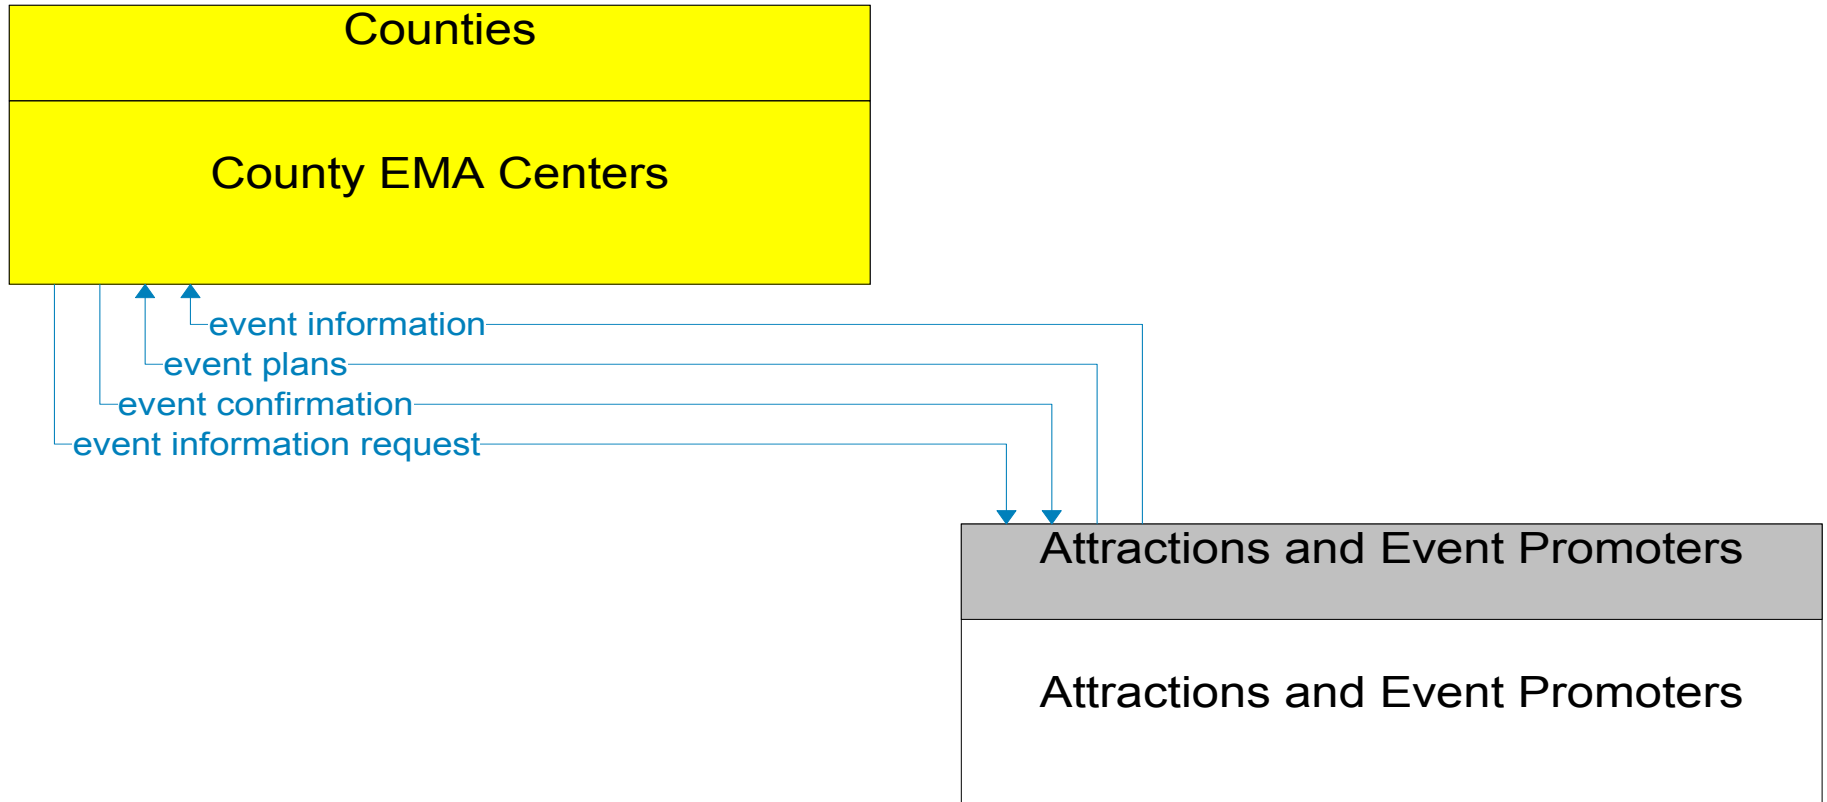 Counties
County EMA Centers
event information
event plans
event confirmation
event information request
Attractions and Event Promoters
Attractions and Event Promoters